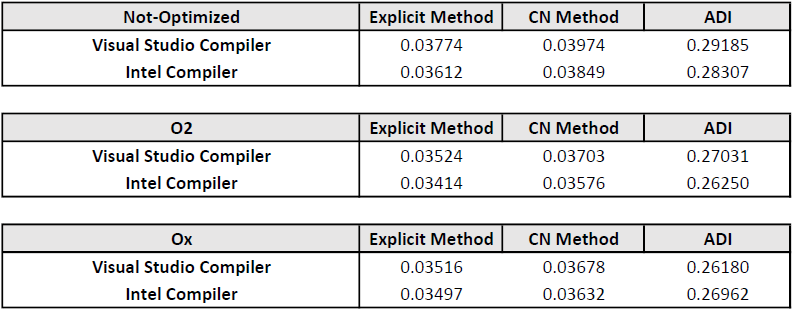 Not-Optimized Explicit Method CN Method ADI
Visual Studio Compiler 0.03774 0.03974 0.29185
Intel Compiler 0.03612 0.03849 0.28307
O2 Explicit Method CN Method ADI
Visual Studio Compiler 0.03524 0.03703 0.27031
Intel Compiler 0.03414 0.03576 0.26250
Ox Explicit Method CN Method ADI
Visual Studio Compiler 0.03516 0.03678 0.26180
Intel Compiler 0.03497 0.03632 0.26962